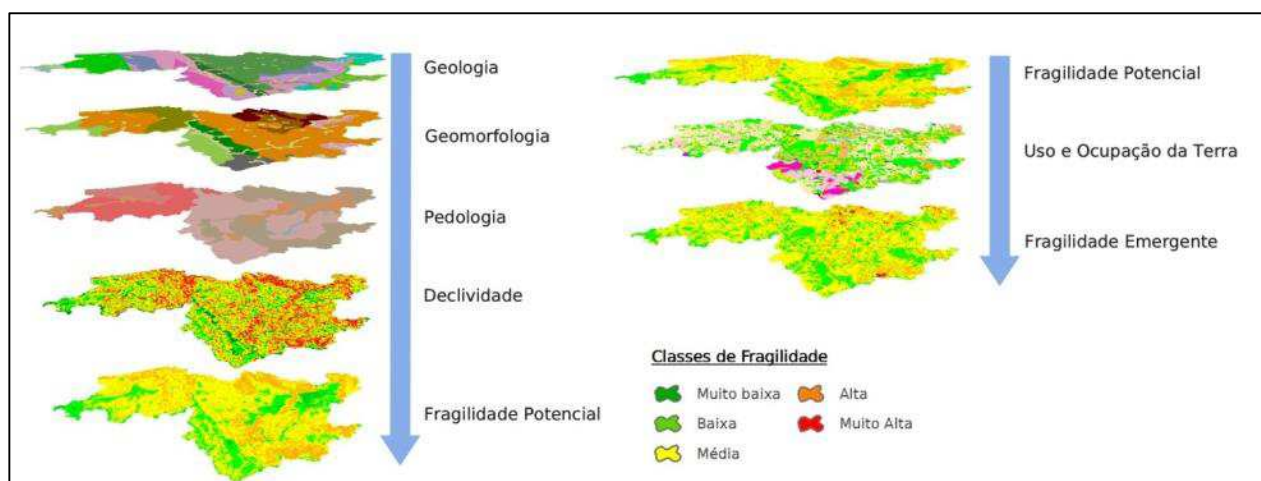 Geologia
Geomorfologia
Pedologia
Declividade
Fragilidade Potencial
Fragilidade Potencial
Uso e Ocupação da Terra
Fragilidade Emergente
Classes de Fragilidade
Muito baixa
Alta
Baixa
Muito Alta
Média